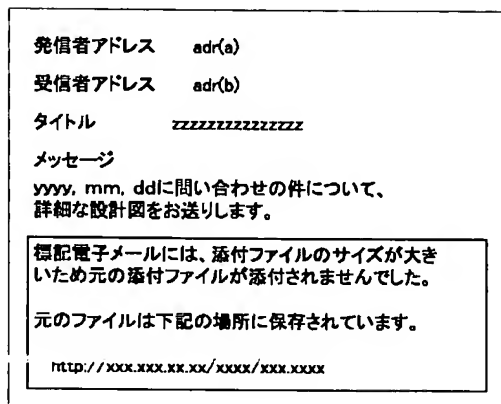 発信者アドレス adr(a)
受信者アドレス adr(b)
タイトル zzzzzzzzzzzzzzz
メッセージ
yyyy, mm, ddに問い合わせの件について、
詳細な設計図をお送りします。
標記電子メールには、添付ファイルのサイズが大き
いため元の添付ファイルが添付されませんでした。
元のファイルは下記の場所に保存されています。
http://xxx.xxx.xx.xx/xxxx/xxx.xxxx